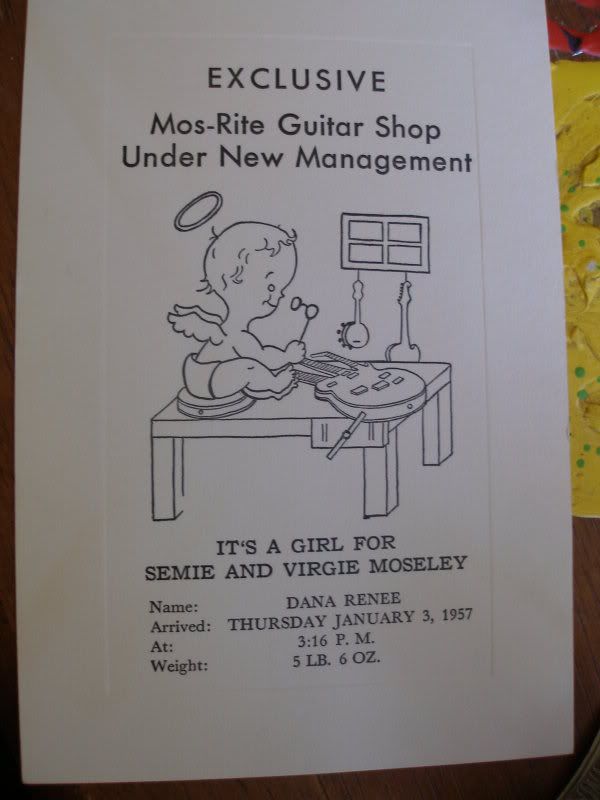 EXCLUSIVE
Mos-Rite Guitar Shop
Under New Management
IT'S A GIRL FOR
SEMIE AND VIRGIE MOSELEY
Name: DANA RENEE
Arrived: THURSDAY JANUARY 3, 1957
At: 3:16 P. M.
Weight: 5 LB. 6 OZ.